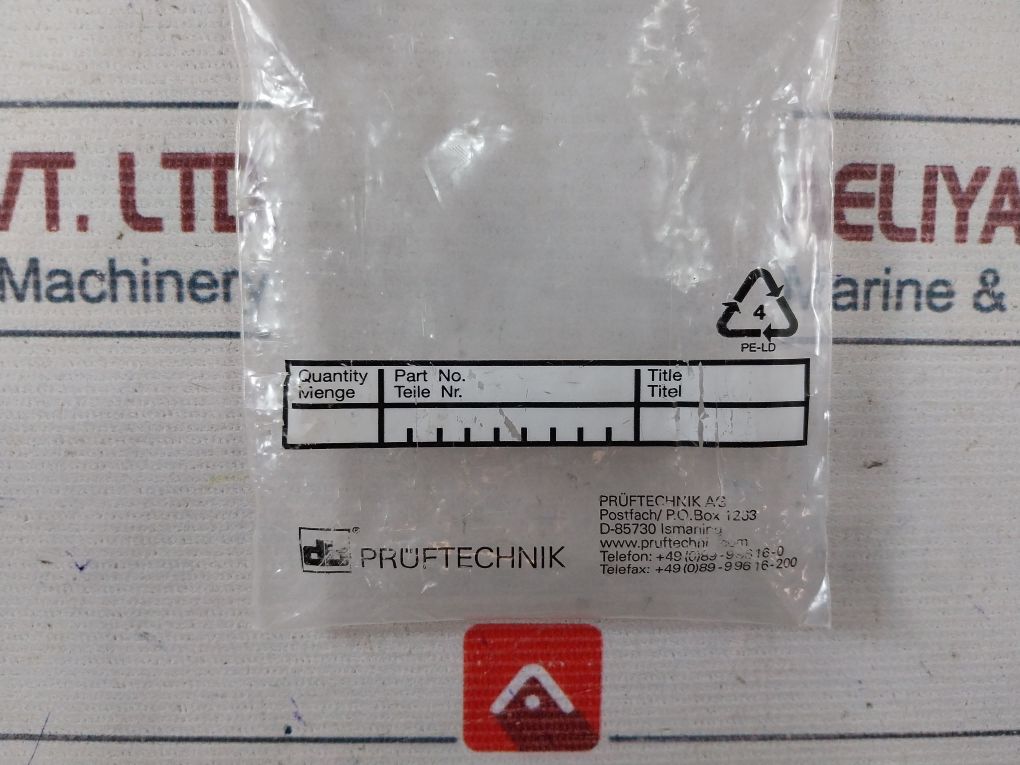 VT. LTD
ELIYA
Machinery
arine &
4
PE-LD
Quantity
Menge
Part No.
Teile Nr.
Title
Titel
PRÜFTECHNIK
PRÜFTECHNIK AG
Postfach/ P.O.Box 1263
D-85730 Ismaning
Telefon: +49(0)89-99616-0
Telefax: +49(0)89-99616-200